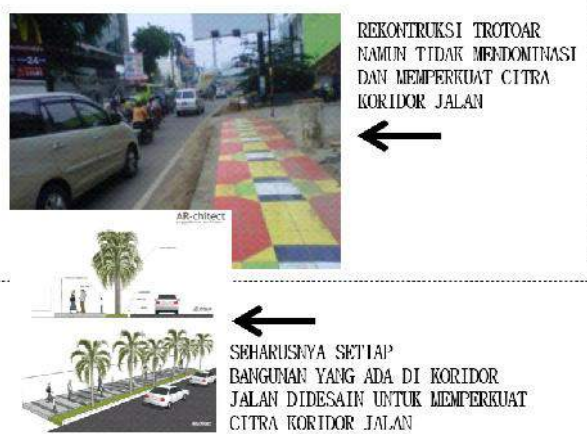 REKONTRUKSI TROTOAR
NAMUN TIDAK MENDOMINASI
DAN MEMPERKUAT CITRA
KORIDOR JALAN
24
AR-chitect
SEHARUSNYA SETIAP
BANGUNAN YANG ADA DI KORIDOR
JALAN DIDESAIN UNTUK MEMPERKUAT
CITRA KORIDOR JALAN